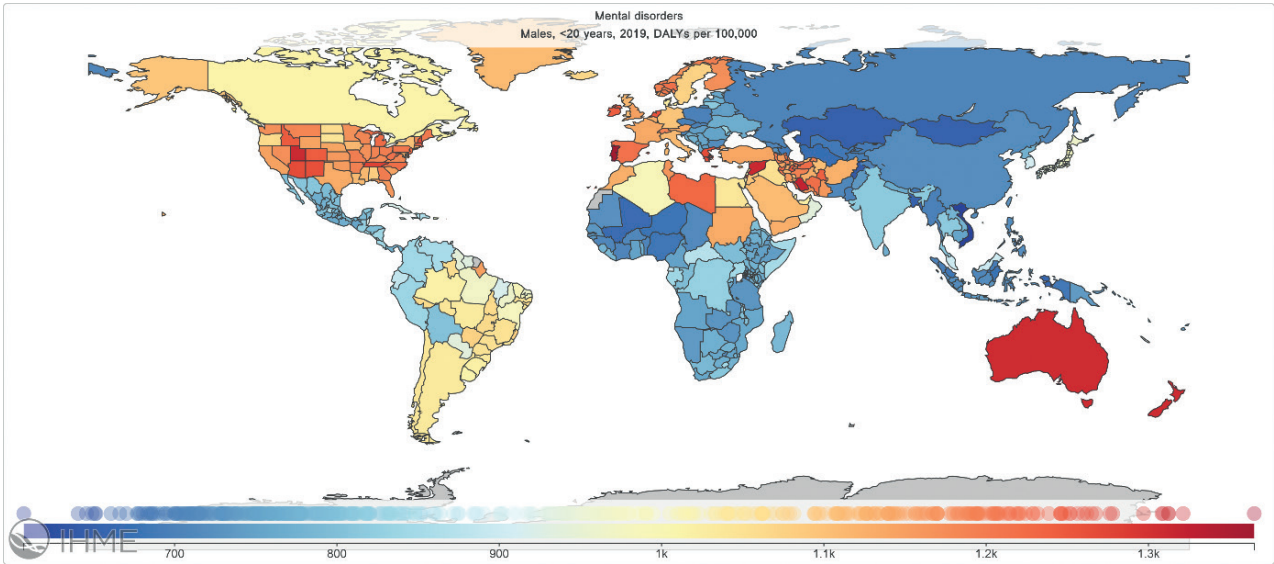 Mental disorders
Males, <20 years, 2019, DALYs per 100,000
IHME
700 800 900 1k 1.1k 1.2k 1.3k